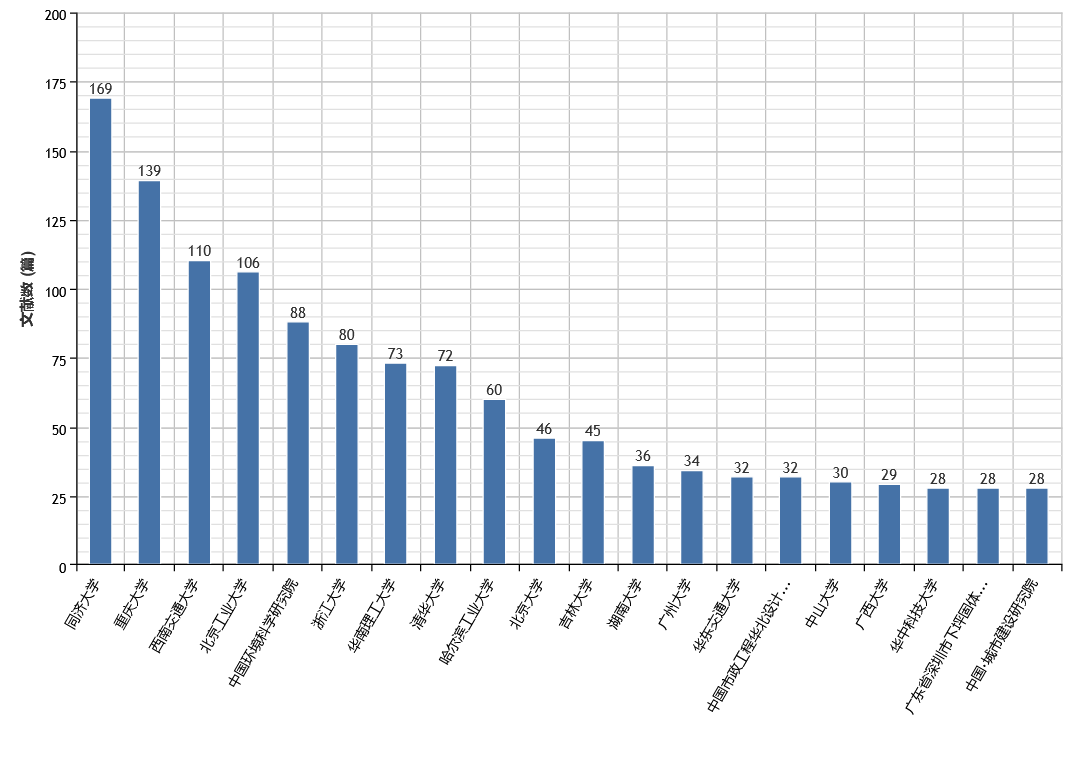 200
175
150
125
100
75
50
25
0
文献数 (篇)
169
139
110
106
88
80
73
72
60
46
45
36
34
32
32
30
29
28
28
28
同济大学
重庆大学
西南交通大学
北京工业大学
中国环境科学研究院
浙江大学
华南理工大学
清华大学
哈尔滨工业大学
北京大学
吉林大学
湖南大学
广州大学
华东交通大学
中国市政工程华北设计…
中山大学
广西大学
华中科技大学
广东省深圳市下坪固体…
中国·城市建设研究院